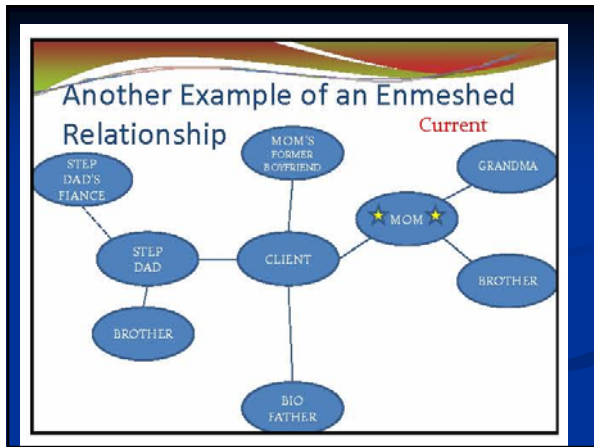 Another Example of an Enmeshed
Relationship
Current
MOM'S
FORMER
BOYFRIEND
STEP
DAD'S
FIANCE
GRANDMA
MOM
STEP
DAD
CLIENT
BROTHER
BROTHER
BIO
FATHER